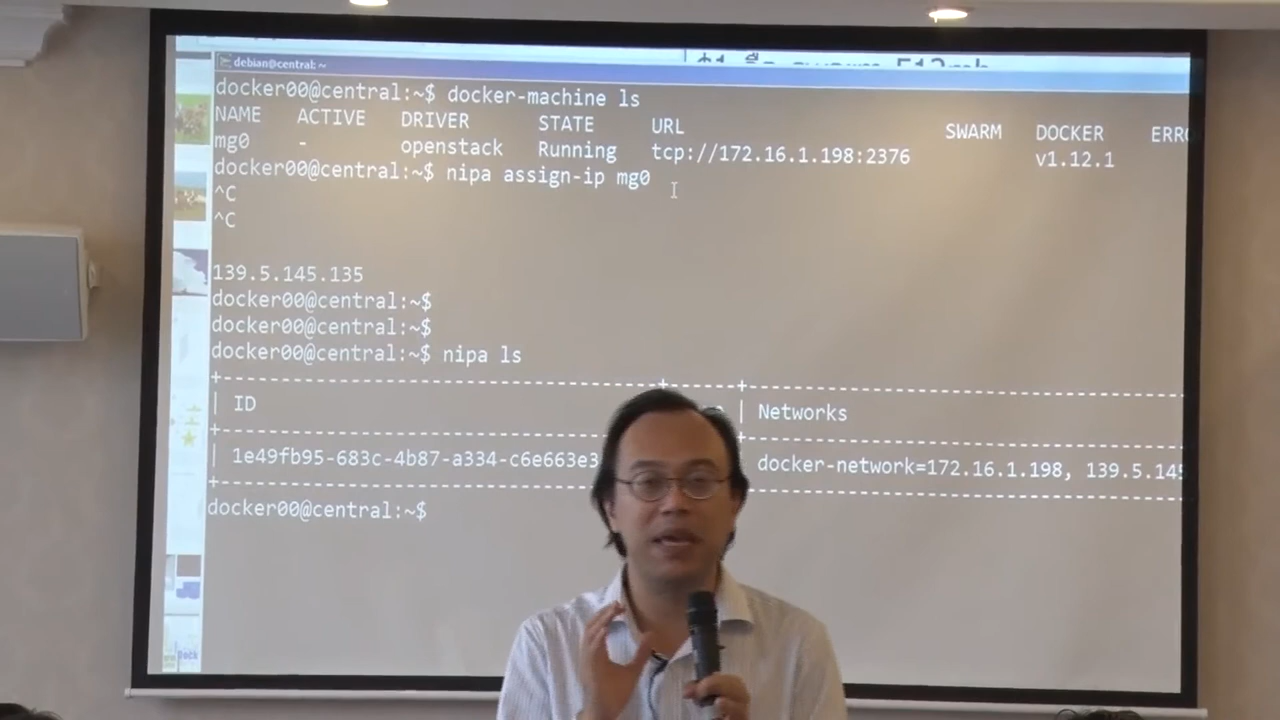 debian@central: ~
docker00@central:~$ docker-machine ls
NAME ACTIVE DRIVER STATE URL SWARM DOCKER ERRO
mg0 - openstack Running tcp://172.16.1.198:2376 v1.12.1
docker00@central:~$ nipa assign-ip mg0
^C
^C
139.5.145.135
docker00@central:~$
docker00@central:~$
docker00@central:~$ nipa ls
+-----------------------------+-----+-----------------------------
| ID | Networks
+-----------------------------+-----+-----------------------------
| 1e49fb95-683c-4b87-a334-c6e663e3 | docker-network=172.16.1.198, 139.5.145
+-----------------------------+-----+-----------------------------
docker00@central:~$